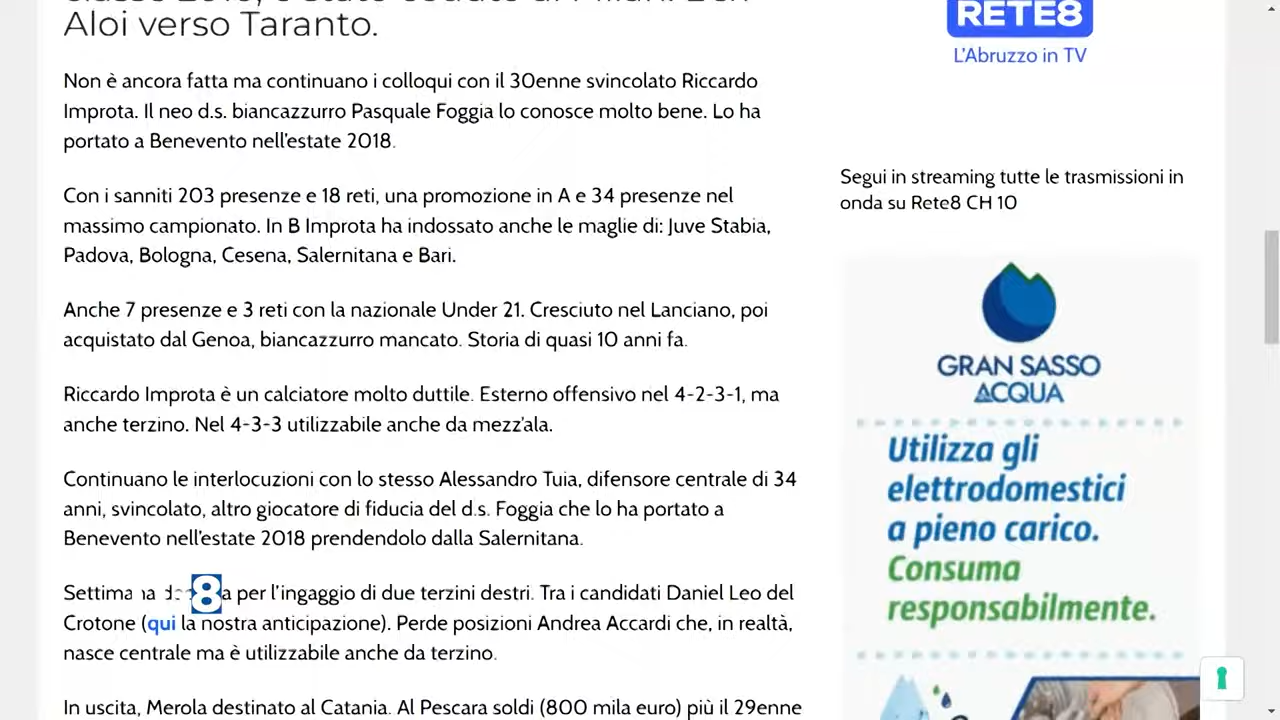 Aloi verso Taranto.
Non è ancora fatta ma continuano i colloqui con il 30enne svincolato Riccardo
Improta. Il neo d.s. biancazzurro Pasquale Foggia lo conosce molto bene. Lo ha
portato a Benevento nell'estate 2018.
Con i sanniti 203 presenze e 18 reti, una promozione in A e 34 presenze nel
massimo campionato. In B Improta ha indossato anche le maglie di: Juve Stabia,
Padova, Bologna, Cesena, Salernitana e Bari.
Anche 7 presenze e 3 reti con la nazionale Under 21. Cresciuto nel Lanciano, poi
acquistato dal Genoa, biancazzurro mancato. Storia di quasi 10 anni fa.
Riccardo Improta è un calciatore molto duttile. Esterno offensivo nel 4-2-3-1, ma
anche terzino. Nel 4-3-3 utilizzabile anche da mezz'ala.
Continuano le interlocuzioni con lo stesso Alessandro Tuia, difensore centrale di 34
anni, svincolato, altro giocatore di fiducia del d.s. Foggia che lo ha portato a
Benevento nell'estate 2018 prendendolo dalla Salernitana.
Settimana 8 per l'ingaggio di due terzini destri. Tra i candidati Daniel Leo del
Crotone (qui la nostra anticipazione). Perde posizioni Andrea Accardi che, in realtà,
nasce centrale ma è utilizzabile anche da terzino.
In uscita, Merola destinato al Catania. Al Pescara soldi (800 mila euro) più il 29enne
RETE8
L'Abruzzo in TV
Segui in streaming tutte le trasmissioni in
onda su Rete8 CH 10
GRAN SASSO
ACQUA
Utilizza gli
elettrodomestici
a pieno carico.
Consuma
responsabilmente.